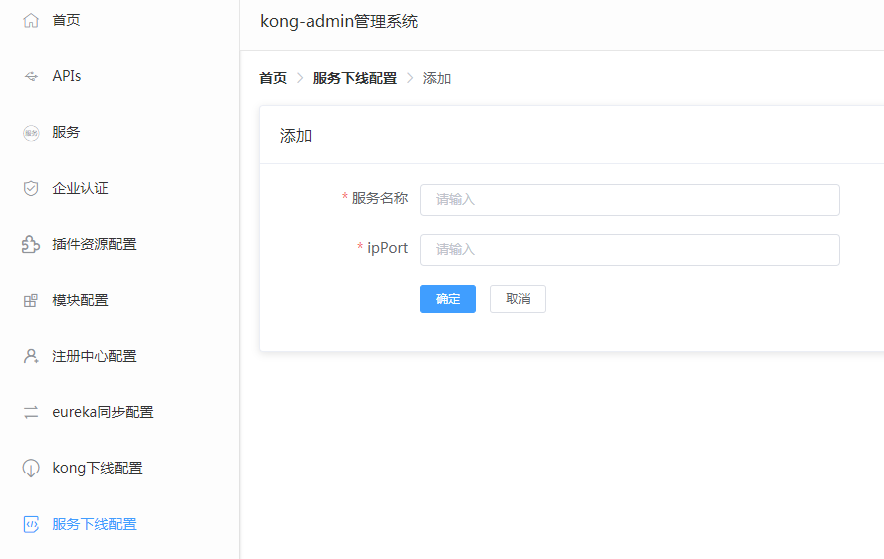 首页
APIs
服务
服务
企业认证
插件资源配置
模块配置
注册中心配置
eureka同步配置
kong下线配置
服务下线配置
kong-admin管理系统
首页 > 服务下线配置 > 添加
添加
* 服务名称 请输入
* ipPort 请输入
确定 取消